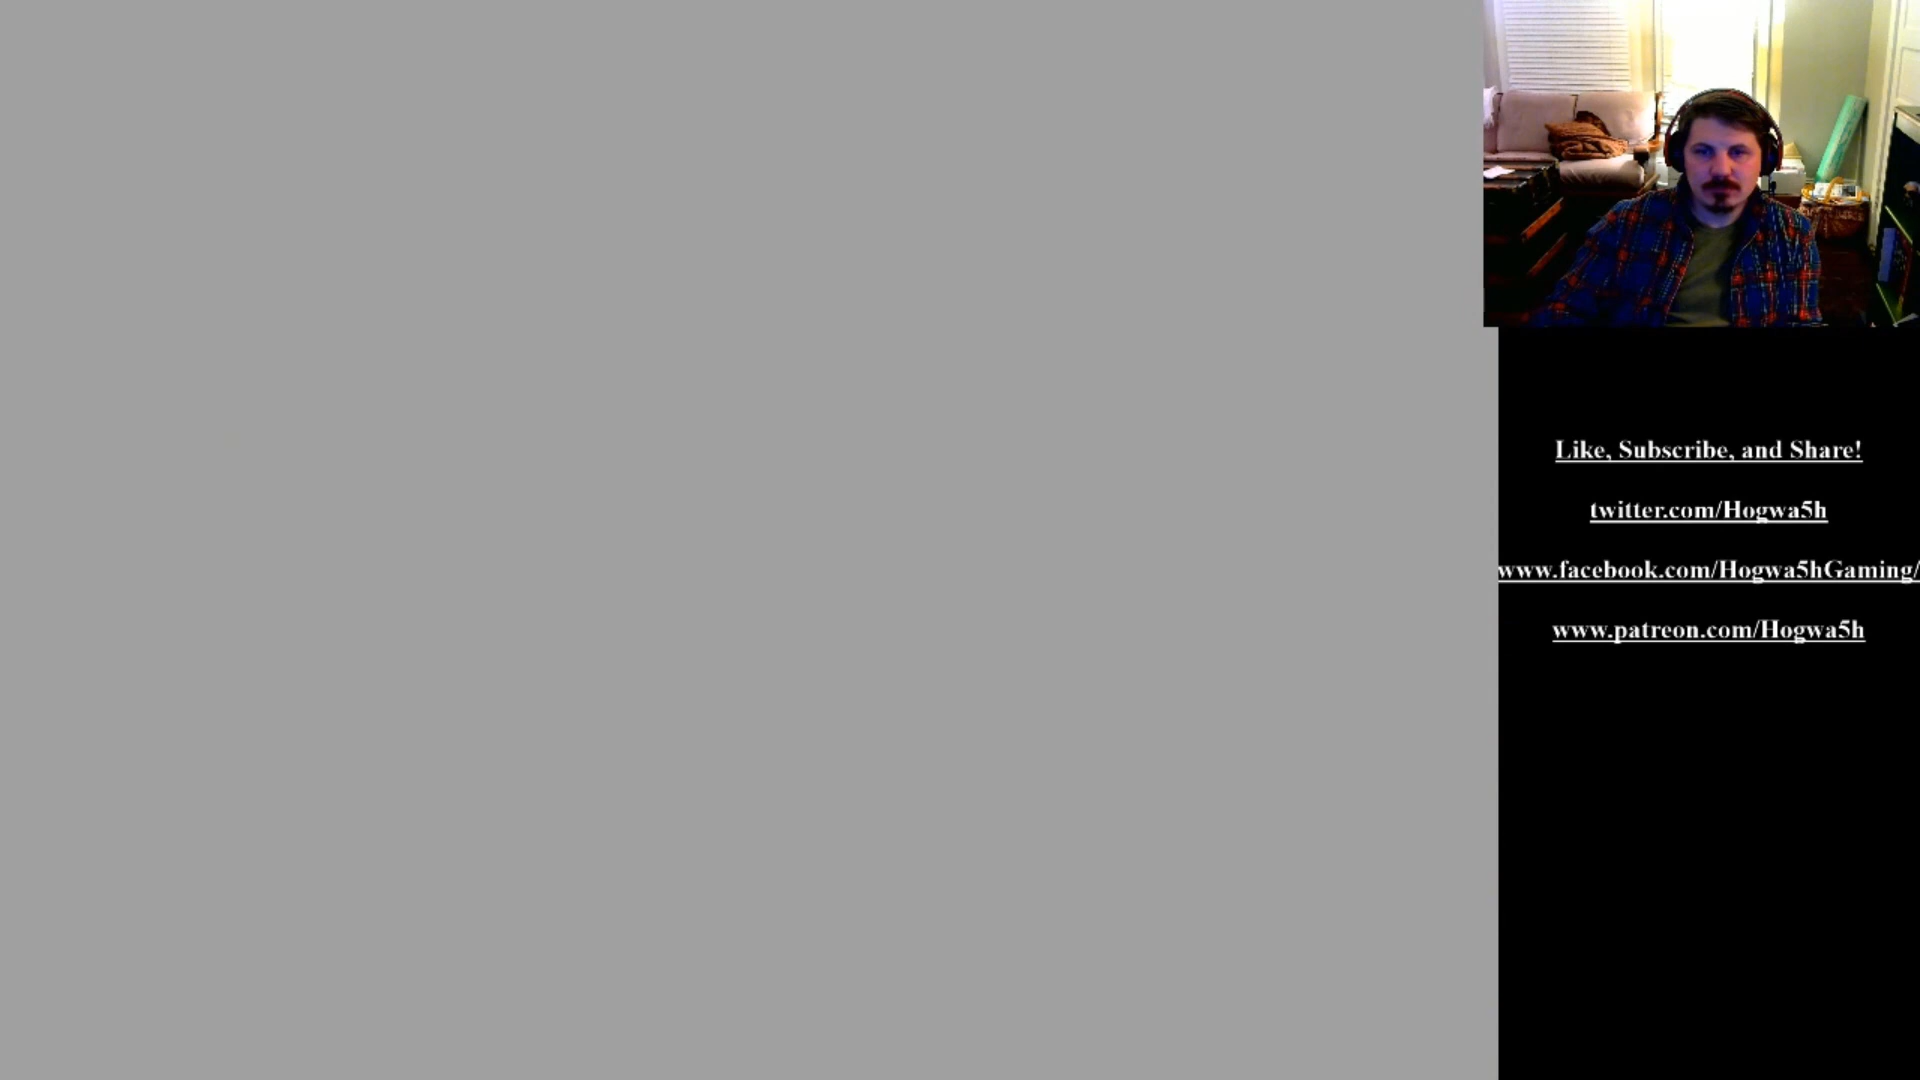 Like, Subscribe, and Share!
twitter.com/Hogwa5h
www.facebook.com/Hogwa5hGaming/
www.patreon.com/Hogwa5h